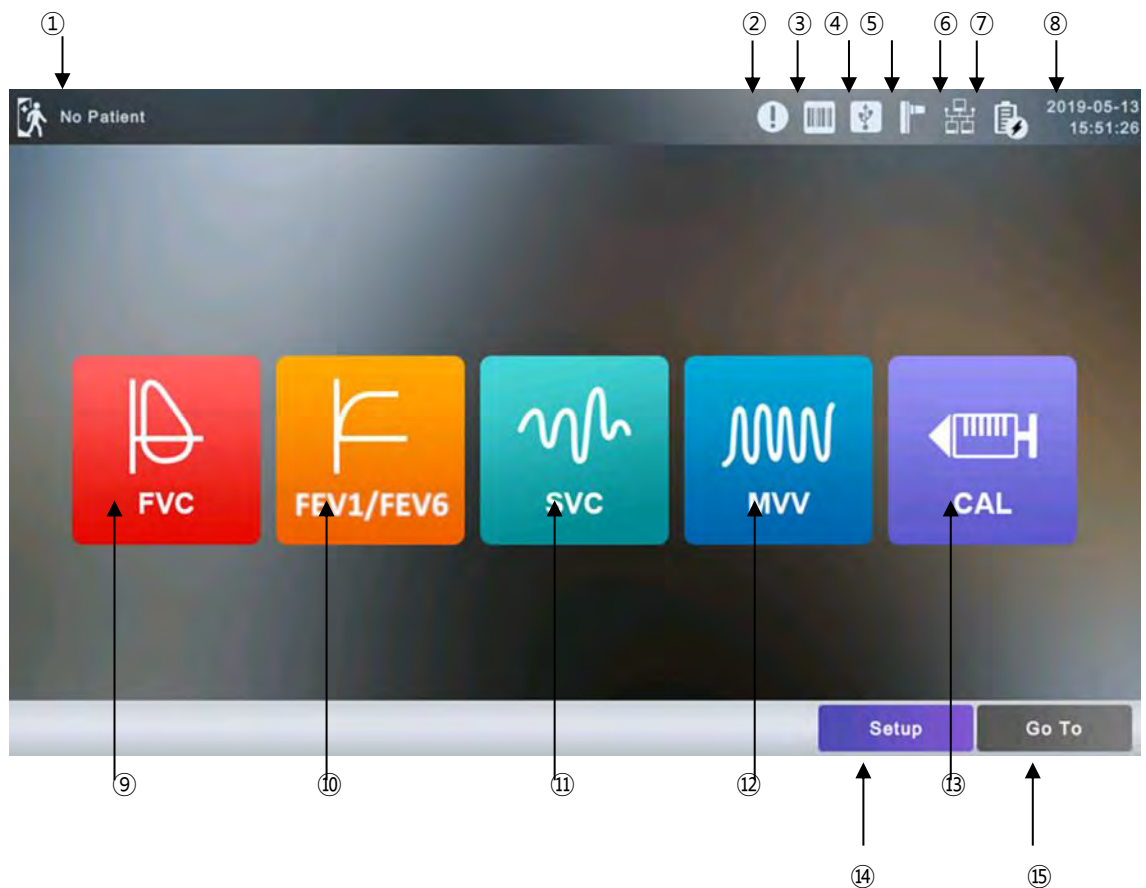 ① ② ③ ④ ⑤ ⑥ ⑦ ⑧
No Patient
2019-05-13
15:51:26
FVC
FEV1/FEV6
SVC
MVV
CAL
Setup
Go To
⑨ ⑩ ⑪ ⑫ ⑬
⑭ ⑮